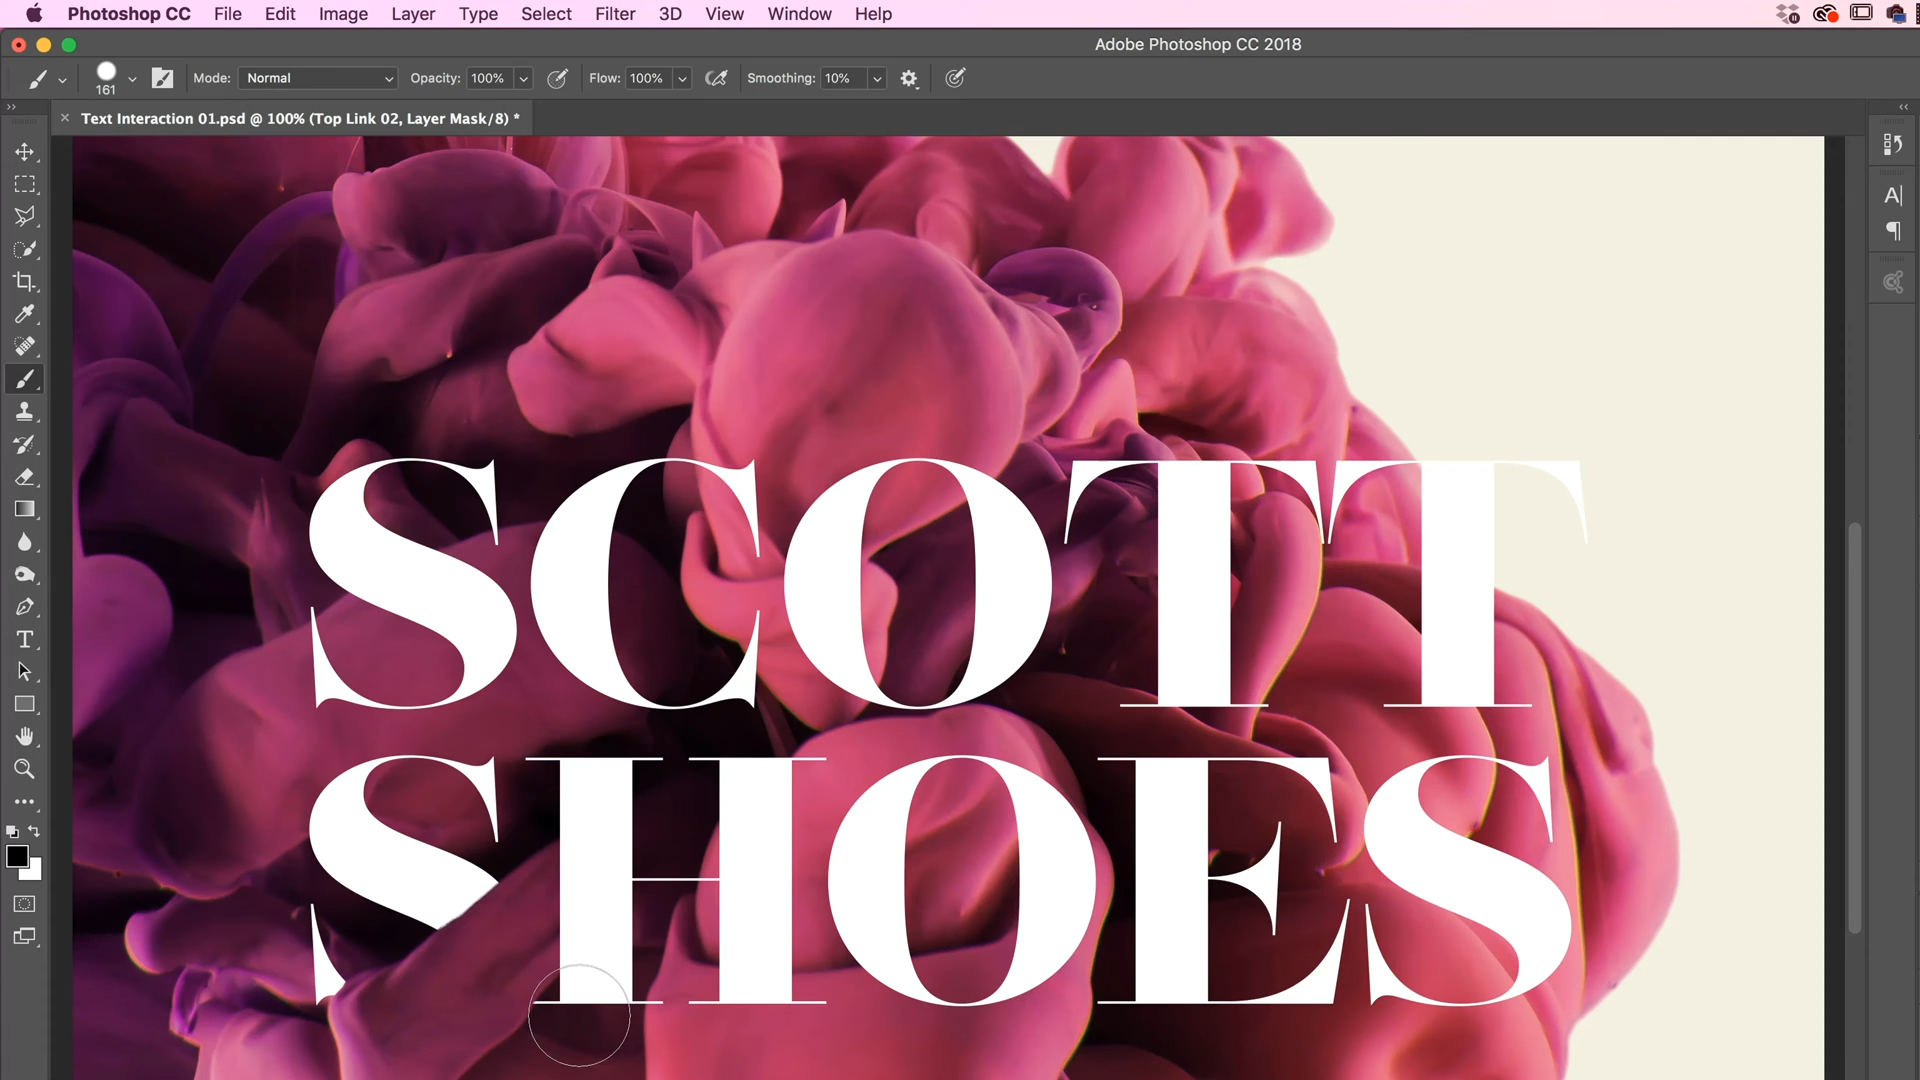 Photoshop CC File Edit Image Layer Type Select Filter 3D View Window Help
Adobe Photoshop CC 2018
161 Mode: Normal Opacity: 100% Flow: 100% Smoothing: 10%
Text Interaction 01.psd @ 100% (Top Link 02, Layer Mask/8) *
SCOTT
SHOES